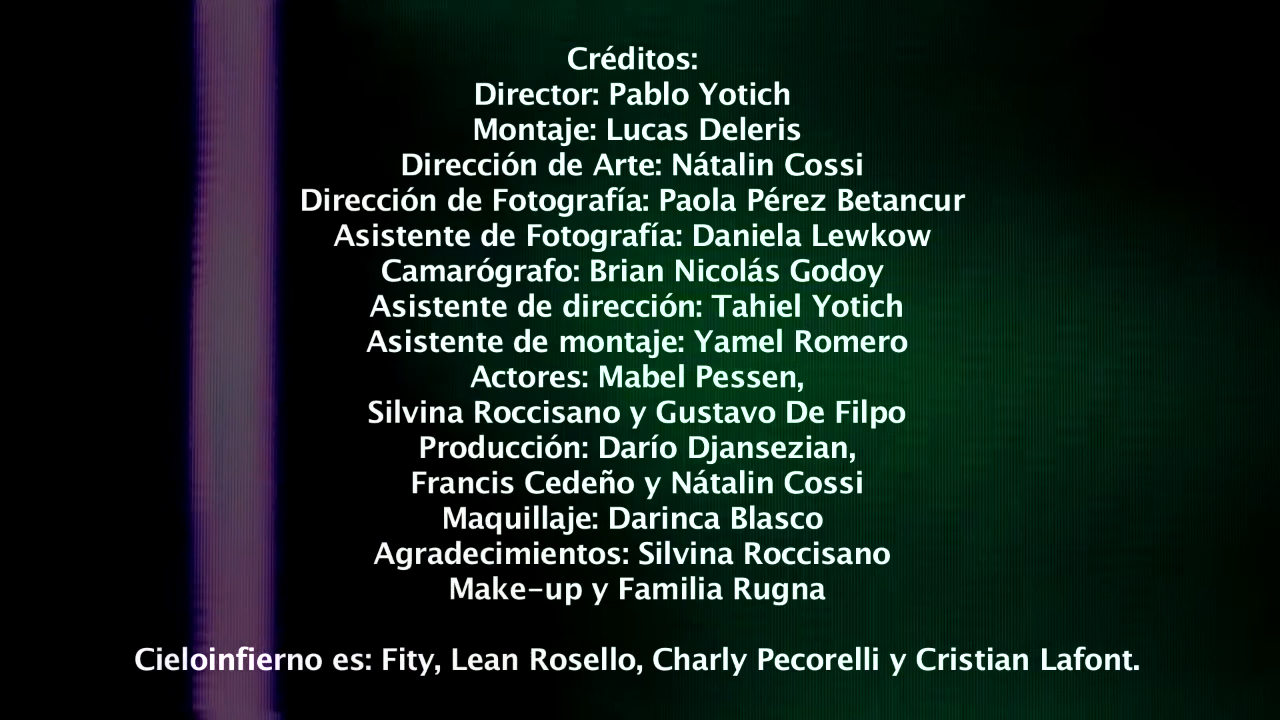 Créditos:
Director: Pablo Yotich
Montaje: Lucas Deleris
Dirección de Arte: Nátalin Cossi
Dirección de Fotografía: Paola Pérez Betancur
Asistente de Fotografía: Daniela Lewkow
Camarógrafo: Brian Nicolás Godoy
Asistente de dirección: Tahiel Yotich
Asistente de montaje: Yamel Romero
Actores: Mabel Pessen,
Silvina Roccisano y Gustavo De Filpo
Producción: Darío Djansezian,
Francis Cedeño y Nátalin Cossi
Maquillaje: Darinca Blasco
Agradecimientos: Silvina Roccisano
Make-up y Familia Rugna
Cieloinfierno es: Fity, Lean Rosello, Charly Pecorelli y Cristian Lafont.